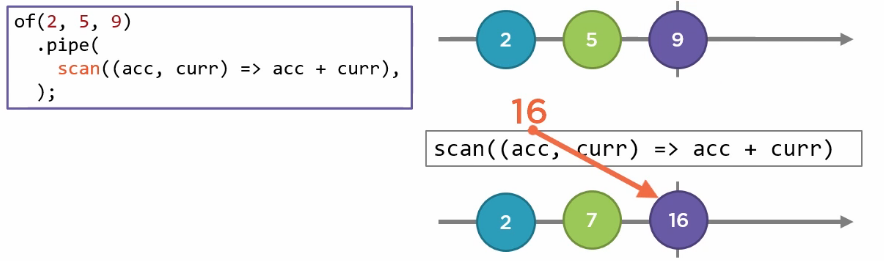 of(2, 5, 9)
  .pipe(
    scan((acc, curr) => acc + curr),
  );
2 5 9
16
scan((acc, curr) => acc + curr)
2 7 16